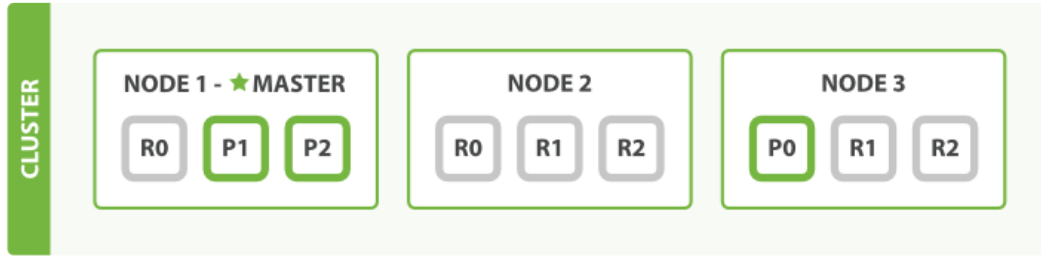 CLUSTER
NODE 1 - ★ MASTER
R0 P1 P2
NODE 2
R0 R1 R2
NODE 3
P0 R1 R2